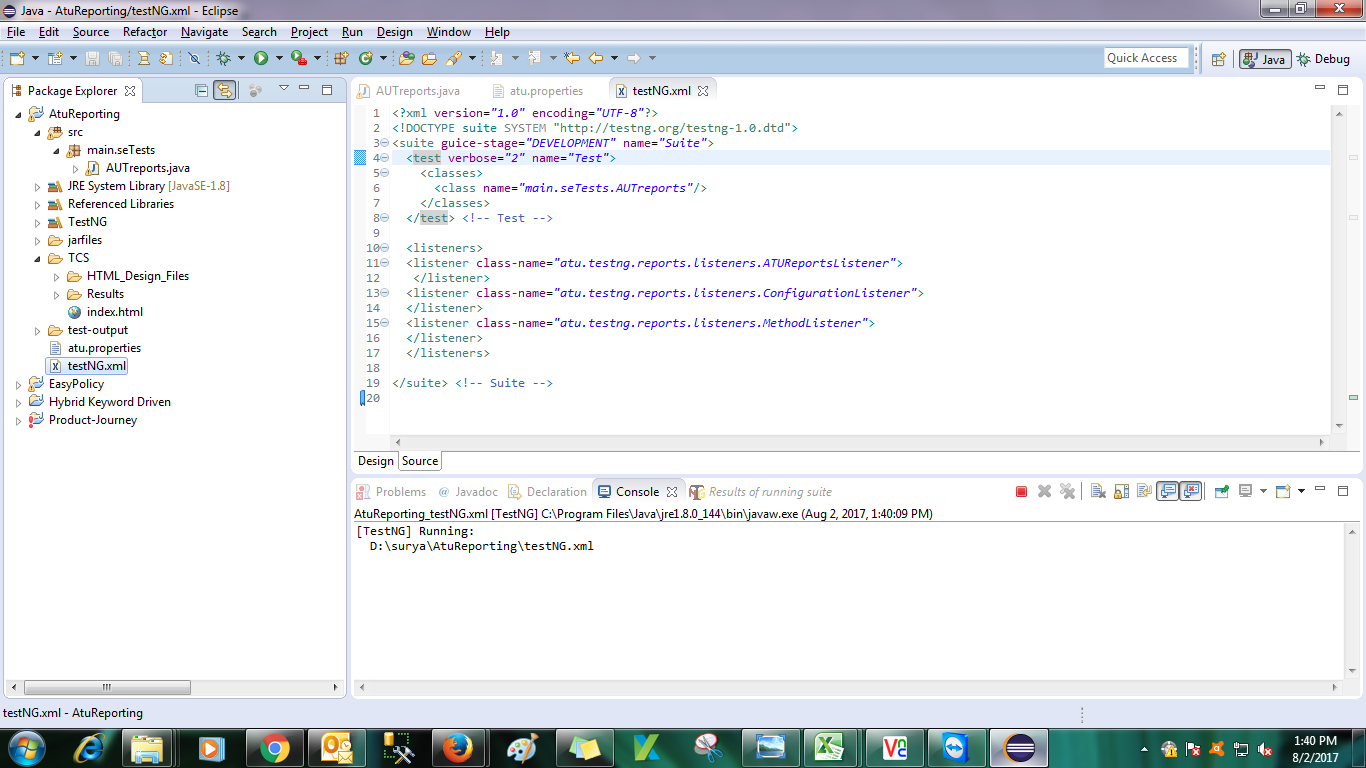 Java - AtuReporting/testNG.xml - Eclipse
File Edit Source Refactor Navigate Search Project Run Design Window Help
Quick Access Java Debug
Package Explorer
AtuReporting
src
main.seTests
AUTreports.java
JRE System Library [JavaSE-1.8]
Referenced Libraries
TestNG
jarfiles
TCS
HTML_Design_Files
Results
index.html
test-output
atu.properties
testNG.xml
EasyPolicy
Hybrid Keyword Driven
Product-Journey
AUTreports.java atu.properties testNG.xml
1 <?xml version="1.0" encoding="UTF-8"?>
2 <!DOCTYPE suite SYSTEM "http://testng.org/testng-1.0.dtd">
3 <suite guice-stage="DEVELOPMENT" name="Suite">
4 <test verbose="2" name="Test">
5 <classes>
6 <class name="main.seTests.AUTreports"/>
7 </classes>
8 </test> <!-- Test -->
9
10 <listeners>
11 <listener class-name="atu.testng.reports.listeners.ATUReportsListener">
12 </listener>
13 <listener class-name="atu.testng.reports.listeners.ConfigurationListener">
14 </listener>
15 <listener class-name="atu.testng.reports.listeners.MethodListener">
16 </listener>
17 </listeners>
18
19 </suite> <!-- Suite -->
20
Design Source
Problems @ Javadoc Declaration Console Results of running suite
AtuReporting_testNG.xml [TestNG] C:\Program Files\Java\jre1.8.0_144\bin\javaw.exe (Aug 2, 2017, 1:40:09 PM)
[TestNG] Running:
D:\surya\AtuReporting\testNG.xml
testNG.xml - AtuReporting
1:40 PM
8/2/2017